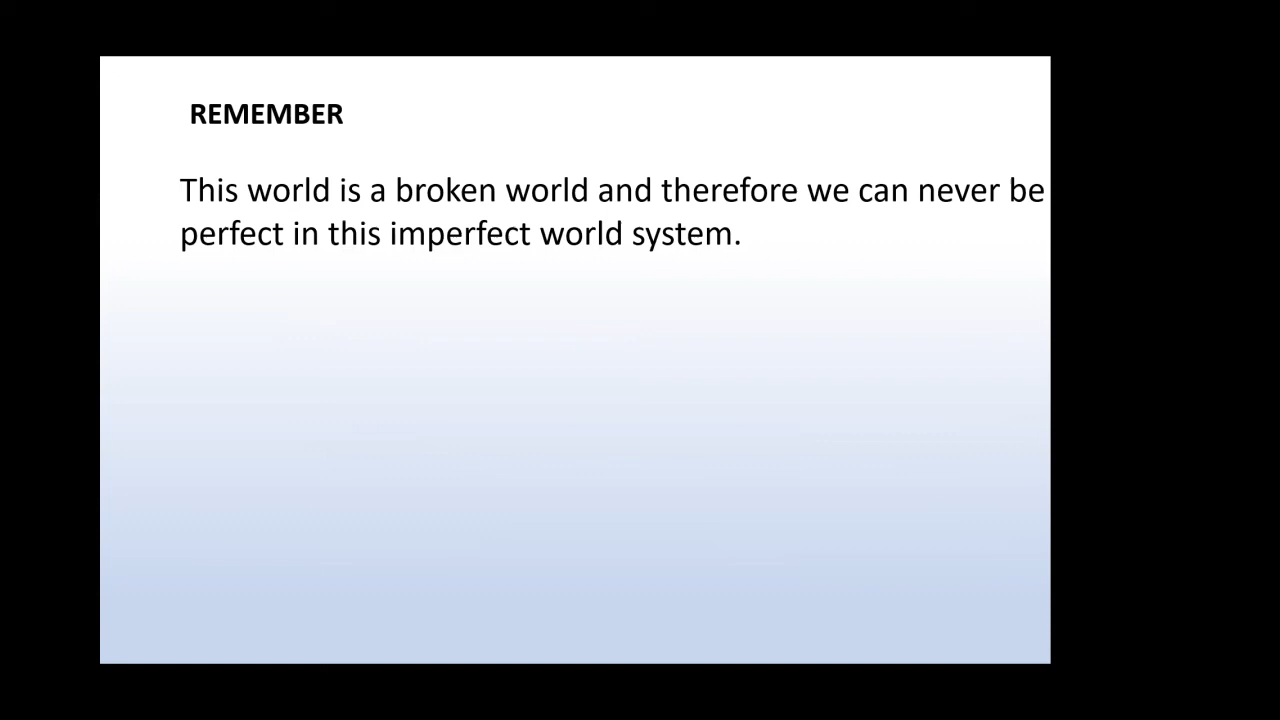 REMEMBER
This world is a broken world and therefore we can never be
perfect in this imperfect world system.